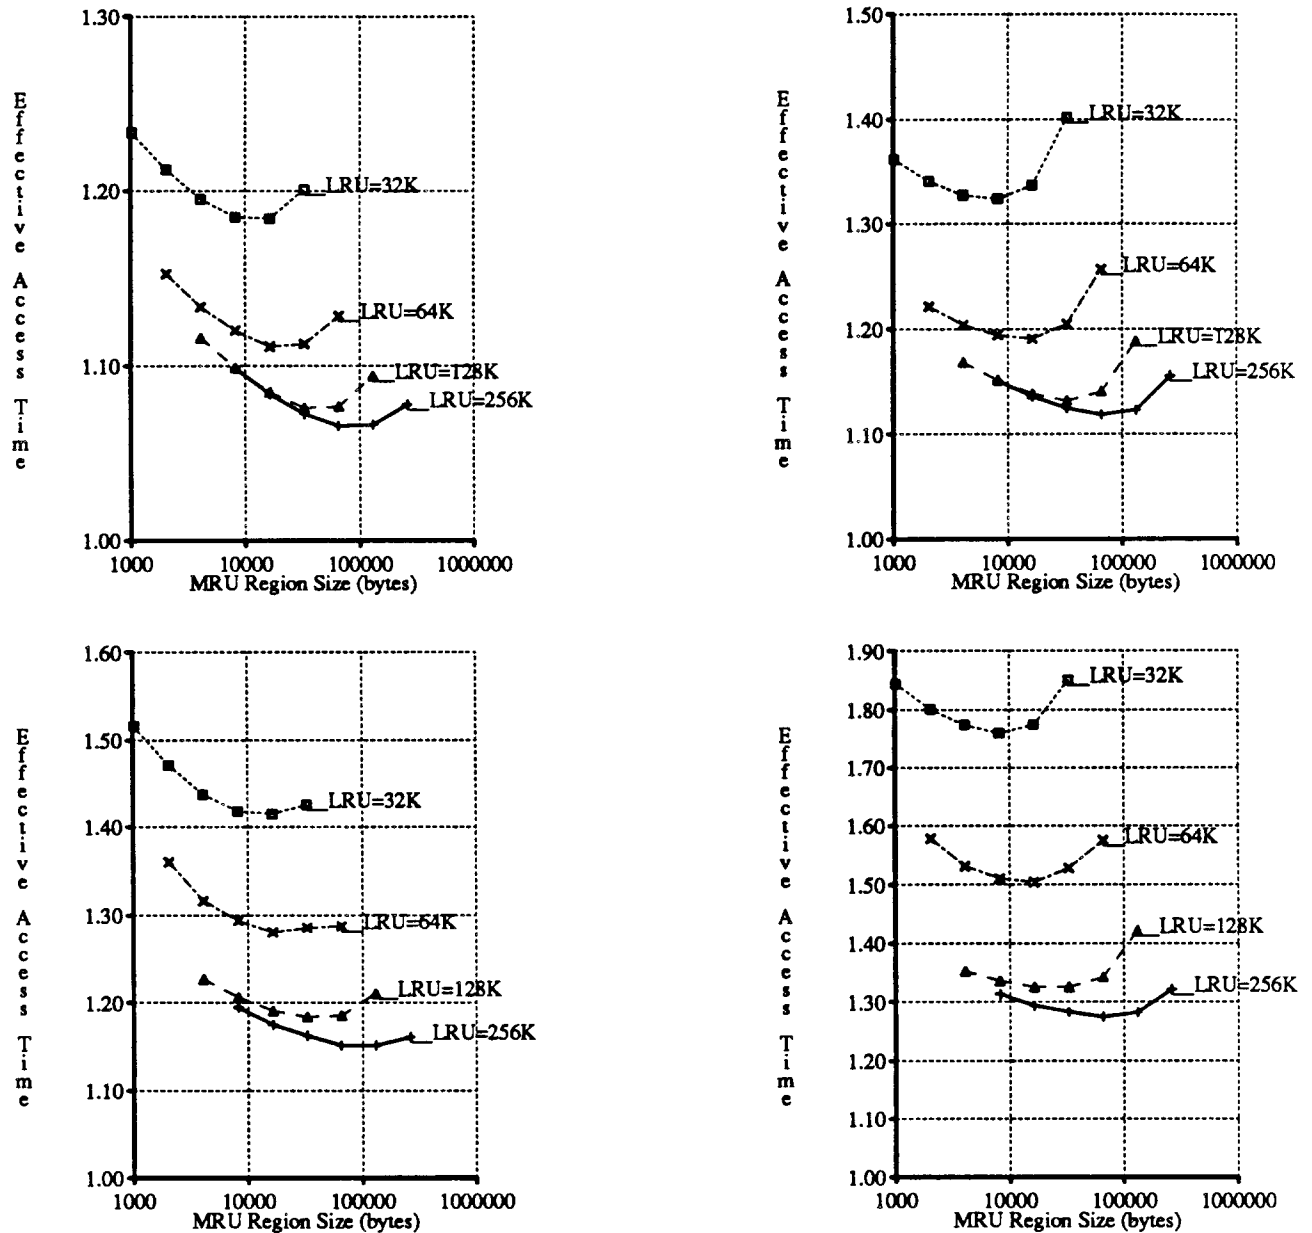 1.30
1.20
1.10
1.00
Effective Access Time
LRU=32K
LRU=64K
LRU=128K
LRU=256K
1000 10000 100000 1000000
MRU Region Size (bytes)
1.50
1.40
1.30
1.20
1.10
1.00
Effective Access Time
LRU=32K
LRU=64K
LRU=128K
LRU=256K
1000 10000 100000 1000000
MRU Region Size (bytes)
1.60
1.50
1.40
1.30
1.20
1.10
1.00
Effective Access Time
LRU=32K
LRU=64K
LRU=128K
LRU=256K
1000 10000 100000 1000000
MRU Region Size (bytes)
1.90
1.80
1.70
1.60
1.50
1.40
1.30
1.20
1.10
1.00
Effective Access Time
LRU=32K
LRU=64K
LRU=128K
LRU=256K
1000 10000 100000 1000000
MRU Region Size (bytes)